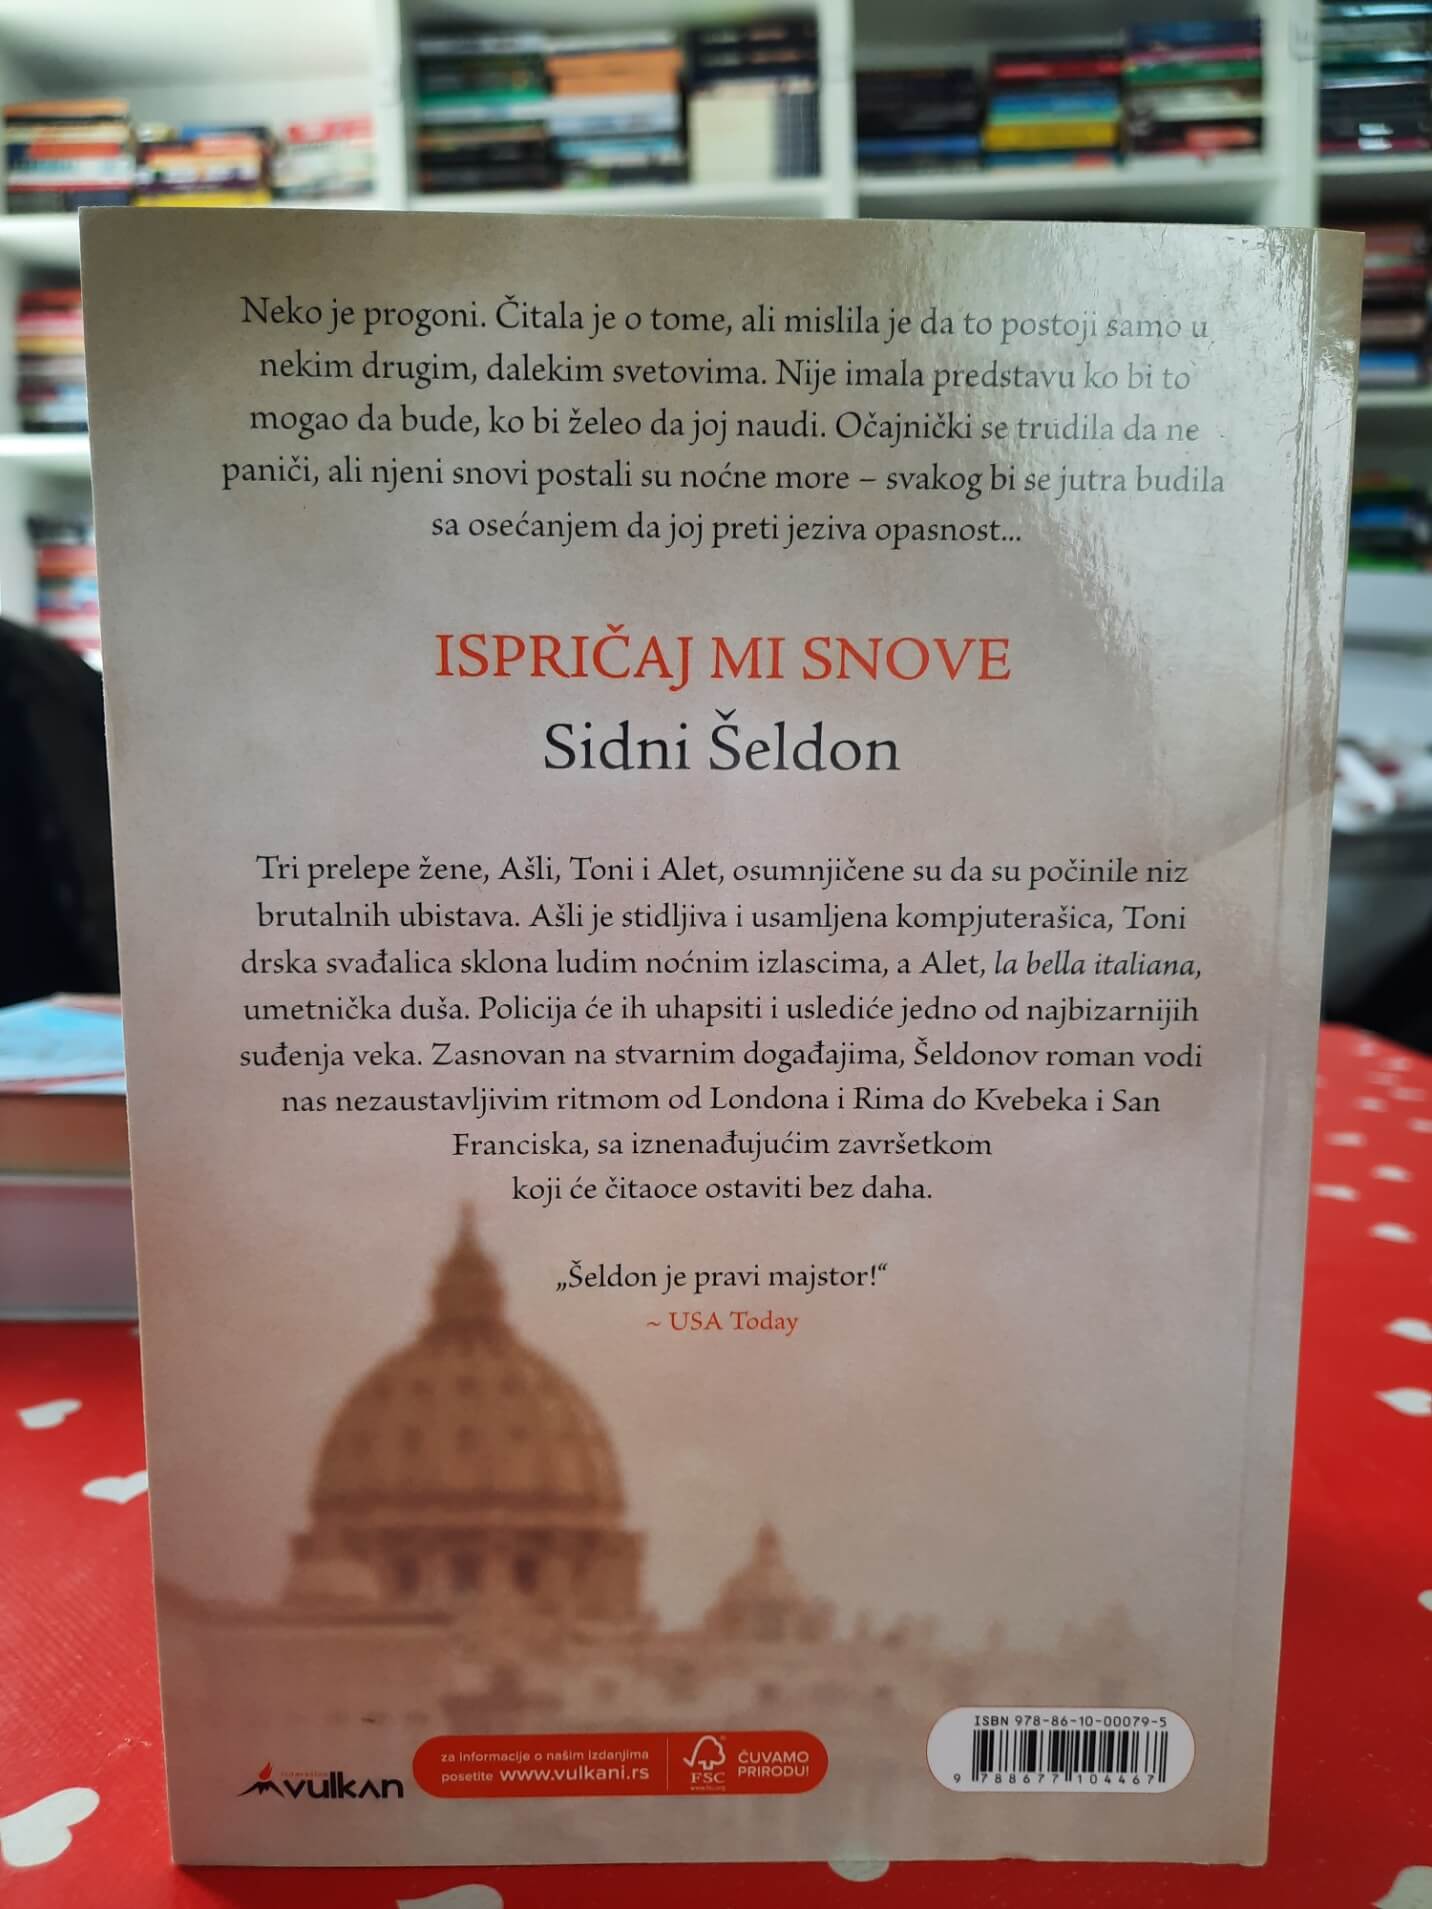 Neko je progoni. Čitala je o tome, ali mislila je da to postoji samo u
nekim drugim, dalekim svetovima. Nije imala predstavu ko bi to
mogao da bude, ko bi želeo da joj naudi. Očajnički se trudila da ne
paniči, ali njeni snovi postali su noćne more – svakog bi se jutra budila
sa osećanjem da joj preti jeziva opasnost...
ISPRIČAJ MI SNOVE
Sidni Šeldon
Tri prelepe žene, Ašli, Toni i Alet, osumnjičene su da su počinile niz
brutalnih ubistava. Ašli je stidljiva i usamljena kompjuterašica, Toni
drska svađalica sklona ludim noćnim izlascima, a Alet, la bella italiana,
umetnička duša. Policija će ih uhapsiti i uslediće jedno od najbizarnijih
suđenja veka. Zasnovan na stvarnim događajima, Šeldonov roman vodi
nas nezaustavljivim ritmom od Londona i Rima do Kvebeka i San
Franciska, sa iznenađujućim završetkom
koji će čitaoce ostaviti bez daha.
„Šeldon je pravi majstor!“
~ USA Today
vulkan
za informacije o našim izdanjima
posetite www.vulkani.rs
FSC
ČUVAMO
PRIRODU!
ISBN 978-86-10-00079-5
9 788677 104467